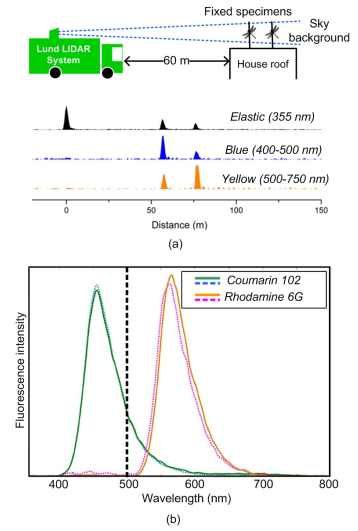 Fixed specimens
Sky
background
Lund LIDAR
System
60 m
House roof
Elastic (355 nm)
Blue (400-500 nm)
Yellow (500-750 nm)
0 50 100 150
Distance (m)
(a)
Coumarin 102
Rhodamine 6G
Fluorescence intensity
400 500 600 700 800
Wavelength (nm)
(b)